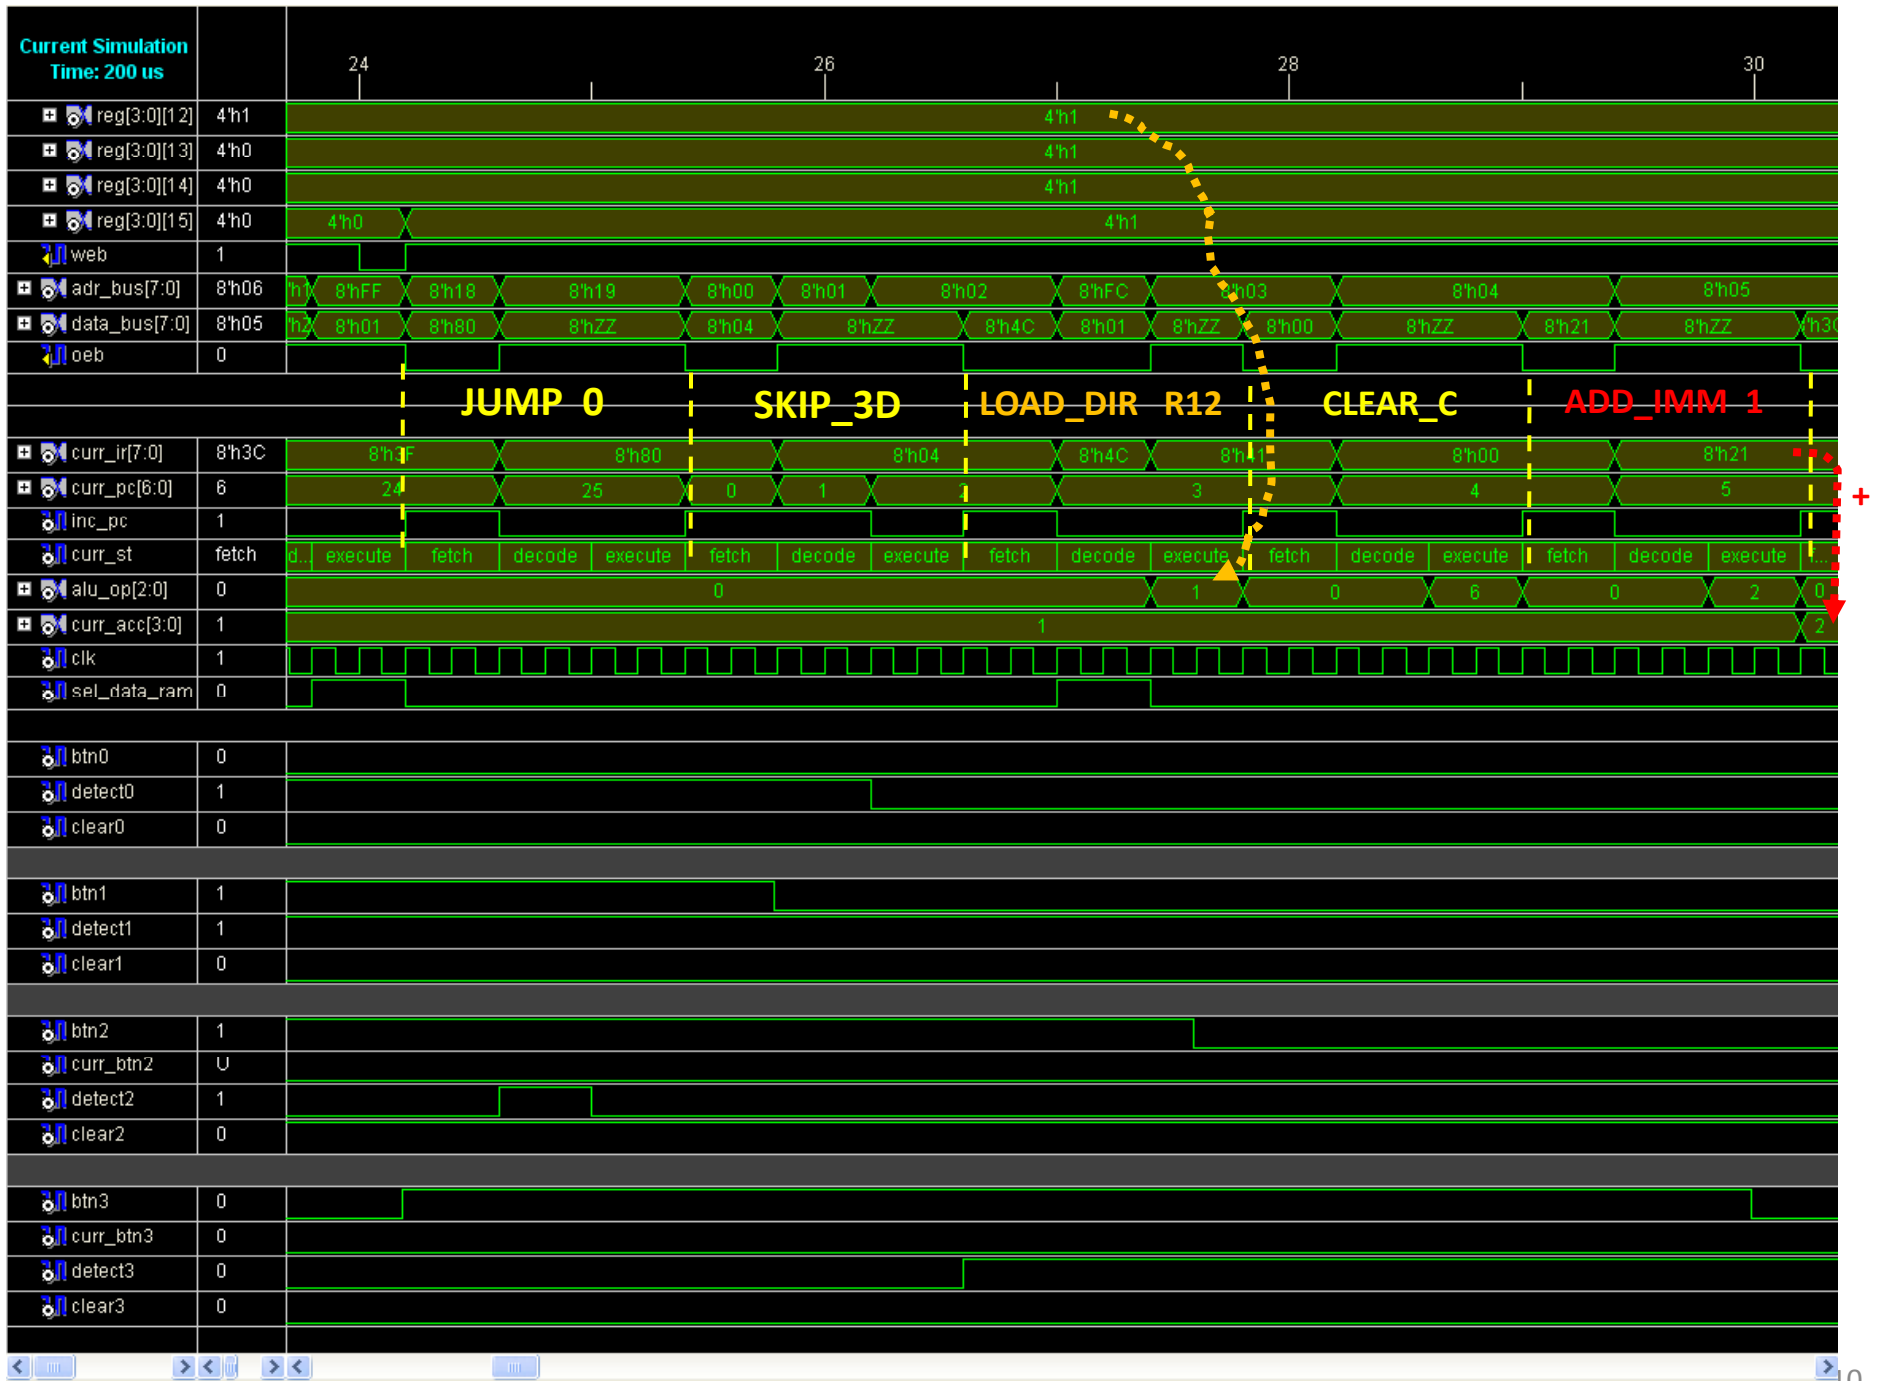 Current Simulation
Time: 200 us
24 26 28 30
reg[3:0][12] 4'h1 4'h1
reg[3:0][13] 4'h0 4'h1
reg[3:0][14] 4'h0 4'h1
reg[3:0][15] 4'h0 4'h0 4'h1
web 1
adr_bus[7:0] 8'h06 'h1 8'hFF 8'h18 8'h19 8'h00 8'h01 8'h02 8'hFC 8'h03 8'h04 8'h05
data_bus[7:0] 8'h05 'hZ 8'h01 8'h80 8'hZZ 8'h04 8'hZZ 8'h4C 8'h01 8'hZZ 8'h00 8'hZZ 8'h21 8'hZZ 'h3C
oeb 0
JUMP 0 SKIP_3D LOAD_DIR R12 CLEAR_C ADD_IMM 1
curr_ir[7:0] 8'h3C 8'h3F 8'h80 8'h04 8'h4C 8'h41 8'h00 8'h21
curr_pc[6:0] 6 24 25 0 1 2 3 4 5
+
inc_pc 1
curr_st fetch d... execute fetch decode execute fetch decode execute fetch decode execute fetch decode execute fetch decode execute f...
alu_op[2:0] 0 0 1 0 6 0 2 0
curr_acc[3:0] 1 1 2
clk 1
sel_data_ram 0
btn0 0
detect0 1
clear0 0
btn1 1
detect1 1
clear1 0
btn2 1
curr_btn2 0
detect2 1
clear2 0
btn3 0
curr_btn3 0
detect3 0
clear3 0